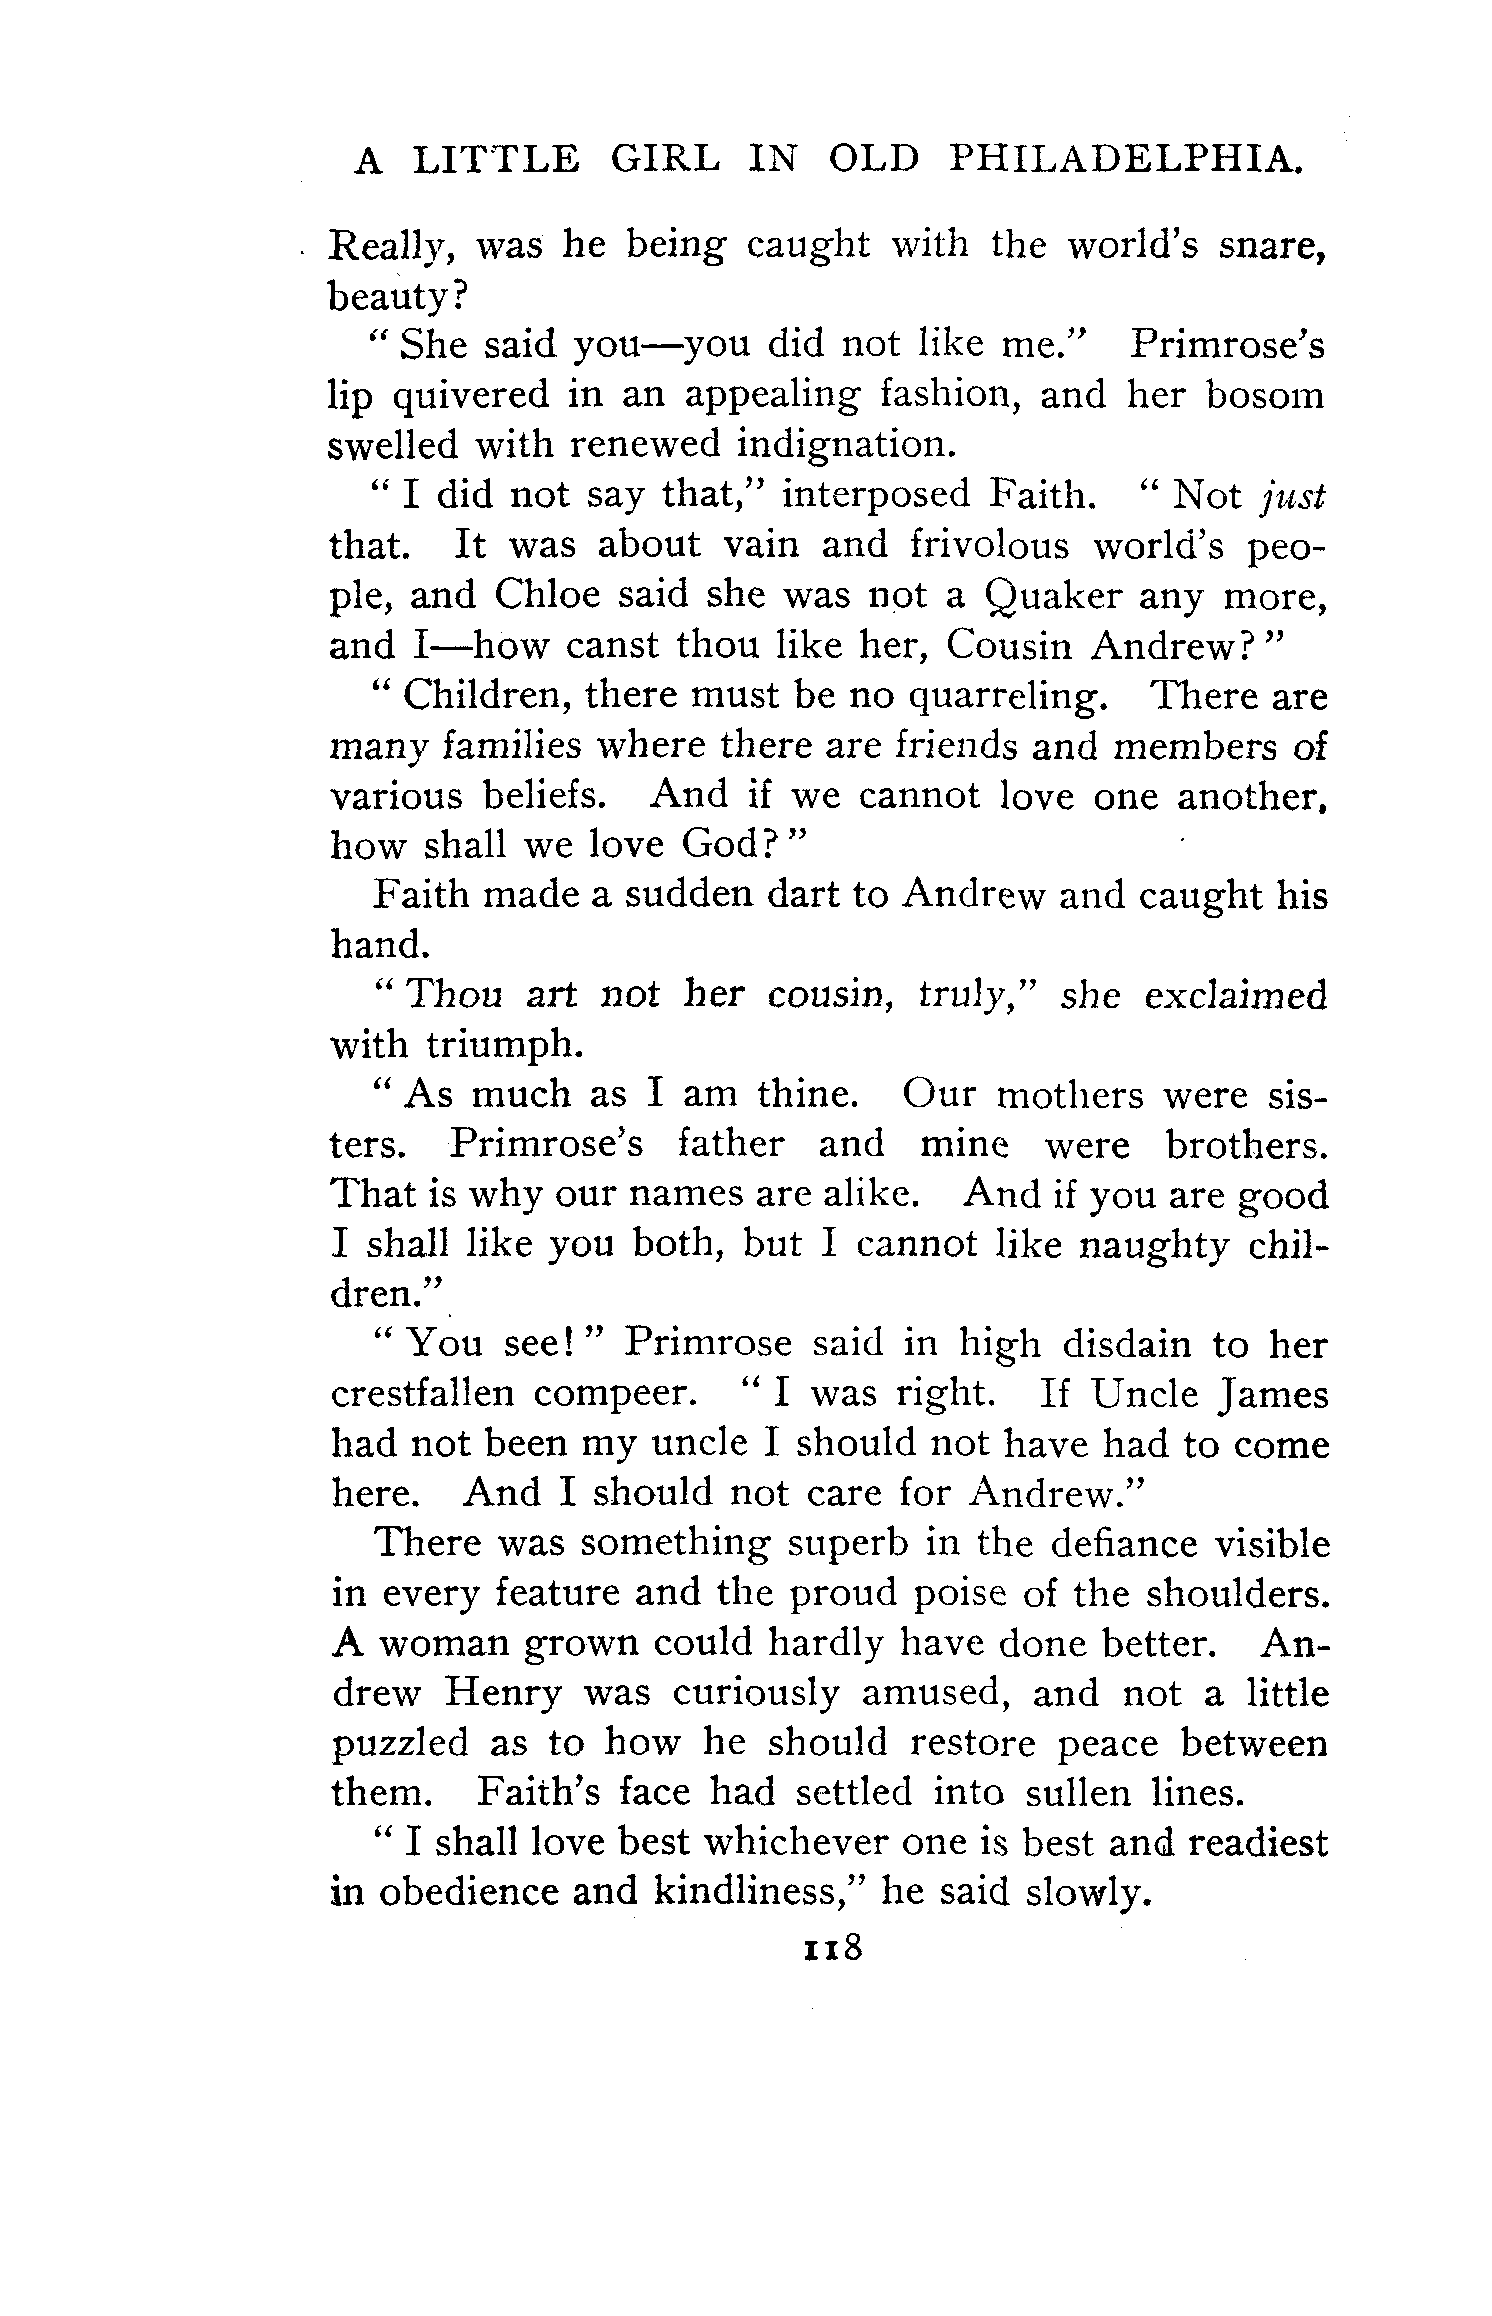 A LITTLE GIRL IN OLD PHILADELPHIA.
Really, was he being caught with the world's snare,
beauty?
“ She said you—you did not like me.” Primrose's
lip quivered in an appealing fashion, and her bosom
swelled with renewed indignation.
“ I did not say that,” interposed Faith. “ Not just
that. It was about vain and frivolous world's peo-
ple, and Chloe said she was not a Quaker any more,
and I—how canst thou like her, Cousin Andrew? ”
“ Children, there must be no quarreling. There are
many families where there are friends and members of
various beliefs. And if we cannot love one another,
how shall we love God? ”
Faith made a sudden dart to Andrew and caught his
hand.
“ Thou art not her cousin, truly,” she exclaimed
with triumph.
“ As much as I am thine. Our mothers were sis-
ters. Primrose's father and mine were brothers.
That is why our names are alike. And if you are good
I shall like you both, but I cannot like naughty chil-
dren.”
“ You see! ” Primrose said in high disdain to her
crestfallen compeer. “ I was right. If Uncle James
had not been my uncle I should not have had to come
here. And I should not care for Andrew.”
There was something superb in the defiance visible
in every feature and the proud poise of the shoulders.
A woman grown could hardly have done better. An-
drew Henry was curiously amused, and not a little
puzzled as to how he should restore peace between
them. Faith's face had settled into sullen lines.
“ I shall love best whichever one is best and readiest
in obedience and kindliness,” he said slowly.
118